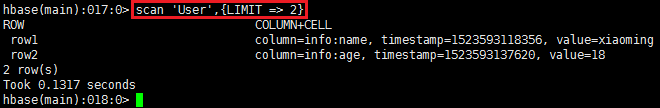 hbase(main):017:0> scan 'User',{LIMIT => 2}
ROW COLUMN+CELL
row1 column=info:name, timestamp=1523593118356, value=xiaoming
row2 column=info:age, timestamp=1523593137620, value=18
2 row(s)
Took 0.1317 seconds
hbase(main):018:0>